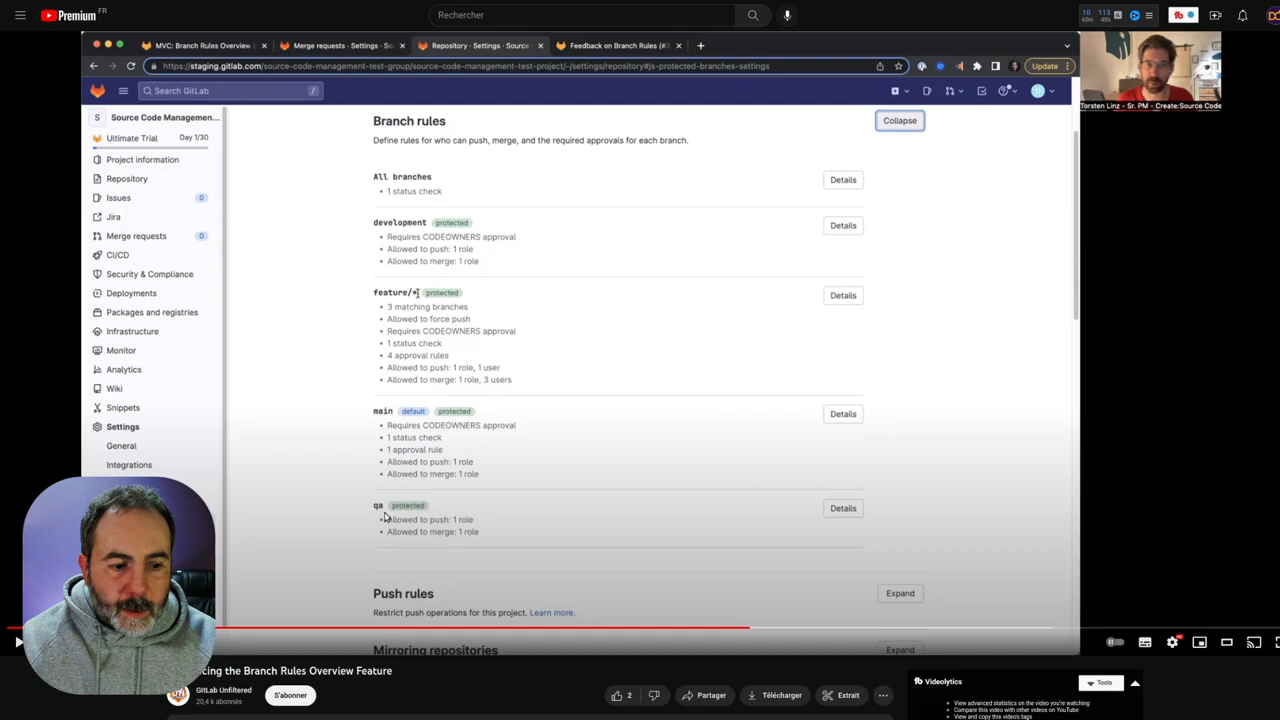 Premium FR
Rechercher
10 113
60m 48h
tb
MVC: Branch Rules Overview
Merge requests · Settings · So
Repository · Settings · Source
Feedback on Branch Rules (#3
https://staging.gitlab.com/source-code-management-test-group/source-code-management-test-project/-/settings/repository#js-protected-branches-settings
Update
Search GitLab
/
Torsten Linz - Sr. PM - Create:Source Code
S Source Code Managemen...
Ultimate Trial Day 1/30
Project information
Repository
Issues 0
Jira
Merge requests 0
CI/CD
Security & Compliance
Deployments
Packages and registries
Infrastructure
Monitor
Analytics
Wiki
Snippets
Settings
General
Integrations
Branch rules
Collapse
Define rules for who can push, merge, and the required approvals for each branch.
All branches
Details
• 1 status check
development protected
Details
• Requires CODEOWNERS approval
• Allowed to push: 1 role
• Allowed to merge: 1 role
feature/* protected
Details
• 3 matching branches
• Allowed to force push
• Requires CODEOWNERS approval
• 1 status check
• 4 approval rules
• Allowed to push: 1 role, 1 user
• Allowed to merge: 1 role, 3 users
main default protected
Details
• Requires CODEOWNERS approval
• 1 status check
• 1 approval rule
• Allowed to push: 1 role
• Allowed to merge: 1 role
qa protected
Details
• Allowed to push: 1 role
• Allowed to merge: 1 role
Push rules
Expand
Restrict push operations for this project. Learn more.
Mirroring repositories
Expand
cing the Branch Rules Overview Feature
GitLab Unfiltered
20,4 k abonnés
S'abonner
2
Partager
Télécharger
Extrait
...
tb Videolytics
Tools
• View advanced statistics on the video you're watching
• Compare this video with other videos on YouTube
• View and copy this video's tags